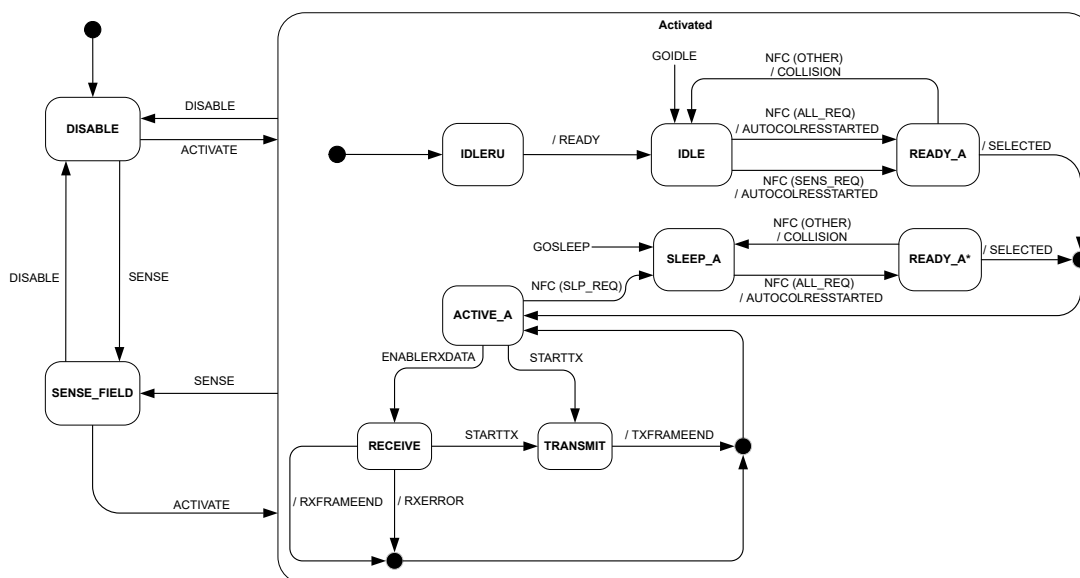 Activated
GOIDLE
NFC (OTHER)
/ COLLISION
DISABLE
DISABLE
ACTIVATE
IDLERU
/ READY
IDLE
NFC (ALL_REQ)
/ AUTOCOLRESSTARTED
READY_A
/ SELECTED
NFC (SENS_REQ)
/ AUTOCOLRESSTARTED
NFC (OTHER)
/ COLLISION
GOSLEEP
SLEEP_A
READY_A*
/ SELECTED
DISABLE
SENSE
NFC (SLP_REQ)
NFC (ALL_REQ)
/ AUTOCOLRESSTARTED
ACTIVE_A
ENABLERXDATA
STARTTX
SENSE_FIELD
SENSE
RECEIVE
STARTTX
TRANSMIT
/ TXFRAMEEND
ACTIVATE
/ RXFRAMEEND
/ RXERROR